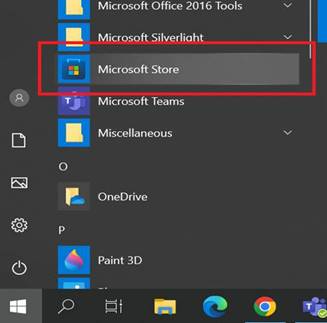 Microsoft Office 2016 Tools
Microsoft Silverlight
Microsoft Store
Microsoft Teams
Miscellaneous
O
OneDrive
P
Paint 3D